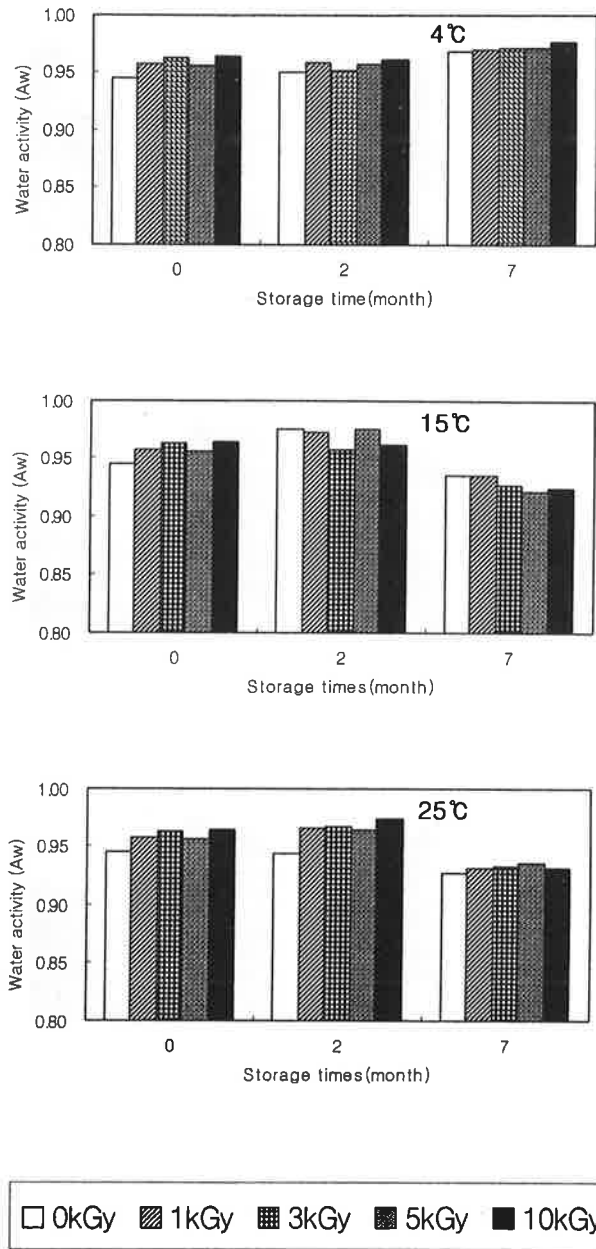 1.00
4℃
0.95
0.90
0.85
0.80
Water activity (Aw)
0 2 7
Storage time(month)
1.00
15℃
0.95
0.90
0.85
0.80
Water activity (Aw)
0 2 7
Storage times(month)
1.00
25℃
0.95
0.90
0.85
0.80
Water activity (Aw)
0 2 7
Storage times(month)
0kGy 1kGy 3kGy 5kGy 10kGy